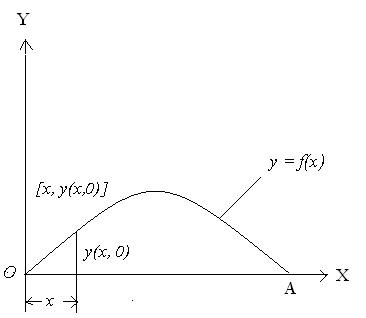 Y
y = f(x)
[x, y(x,0)]
y(x, 0)
O
X
A
x